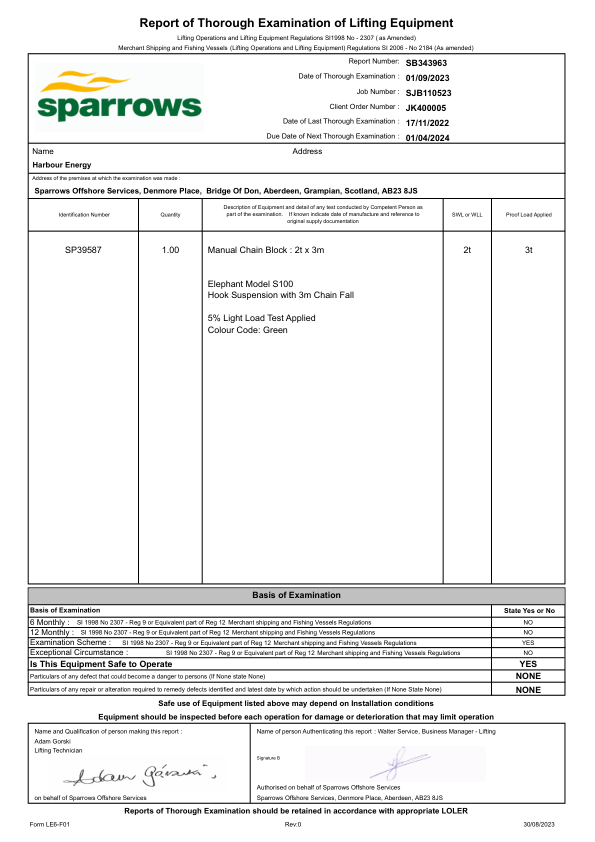 Report of Thorough Examination of Lifting Equipment
Lifting Operations and Lifting Equipment Regulations SI1998 No - 2307 ( as Amended)
Merchant Shipping and Fishing Vessels (Lifting Operations and Lifting Equipment) Regulations SI 2006 - No 2184 (As amended)
sparrows
Report Number: SB343963
Date of Thorough Examination : 01/09/2023
Job Number : SJB110523
Client Order Number : JK400005
Date of Last Thorough Examination : 17/11/2022
Due Date of Next Thorough Examination : 01/04/2024
Name Address
Harbour Energy
Address of the premises at which the examination was made :
Sparrows Offshore Services, Denmore Place, Bridge Of Don, Aberdeen, Grampian, Scotland, AB23 8JS
Identification Number
Quantity
Description of Equipment and detail of any test conducted by Competent Person as
part of the examination. If known indicate date of manufacture and reference to
original supply documentation
SWL or WLL
Proof Load Applied
SP39587 1.00 Manual Chain Block : 2t x 3m 2t 3t
Elephant Model S100
Hook Suspension with 3m Chain Fall
5% Light Load Test Applied
Colour Code: Green
Basis of Examination
Basis of Examination State Yes or No
6 Monthly : SI 1998 No 2307 - Reg 9 or Equivalent part of Reg 12 Merchant shipping and Fishing Vessels Regulations NO
12 Monthly : SI 1998 No 2307 - Reg 9 or Equivalent part of Reg 12 Merchant shipping and Fishing Vessels Regulations NO
Examination Scheme : SI 1998 No 2307 - Reg 9 or Equivalent part of Reg 12 Merchant shipping and Fishing Vessels Regulations YES
Exceptional Circumstance : SI 1998 No 2307 - Reg 9 or Equivalent part of Reg 12 Merchant shipping and Fishing Vessels Regulations NO
Is This Equipment Safe to Operate YES
Particulars of any defect that could become a danger to persons (If None state None) NONE
Particulars of any repair or alteration required to remedy defects identified and latest date by which action should be undertaken (If None State None) NONE
Safe use of Equipment listed above may depend on Installation conditions
Equipment should be inspected before each operation for damage or deterioration that may limit operation
Name and Qualification of person making this report :
Adam Gorski
Lifting Technician
on behalf of Sparrows Offshore Services
Name of person Authenticating this report : Walter Service, Business Manager - Lifting
Signature B
Authorised on behalf of Sparrows Offshore Services
Sparrows Offshore Services, Denmore Place, Aberdeen, AB23 8JS
Reports of Thorough Examination should be retained in accordance with appropriate LOLER
Form LE6-F01 Rev:0 30/08/2023